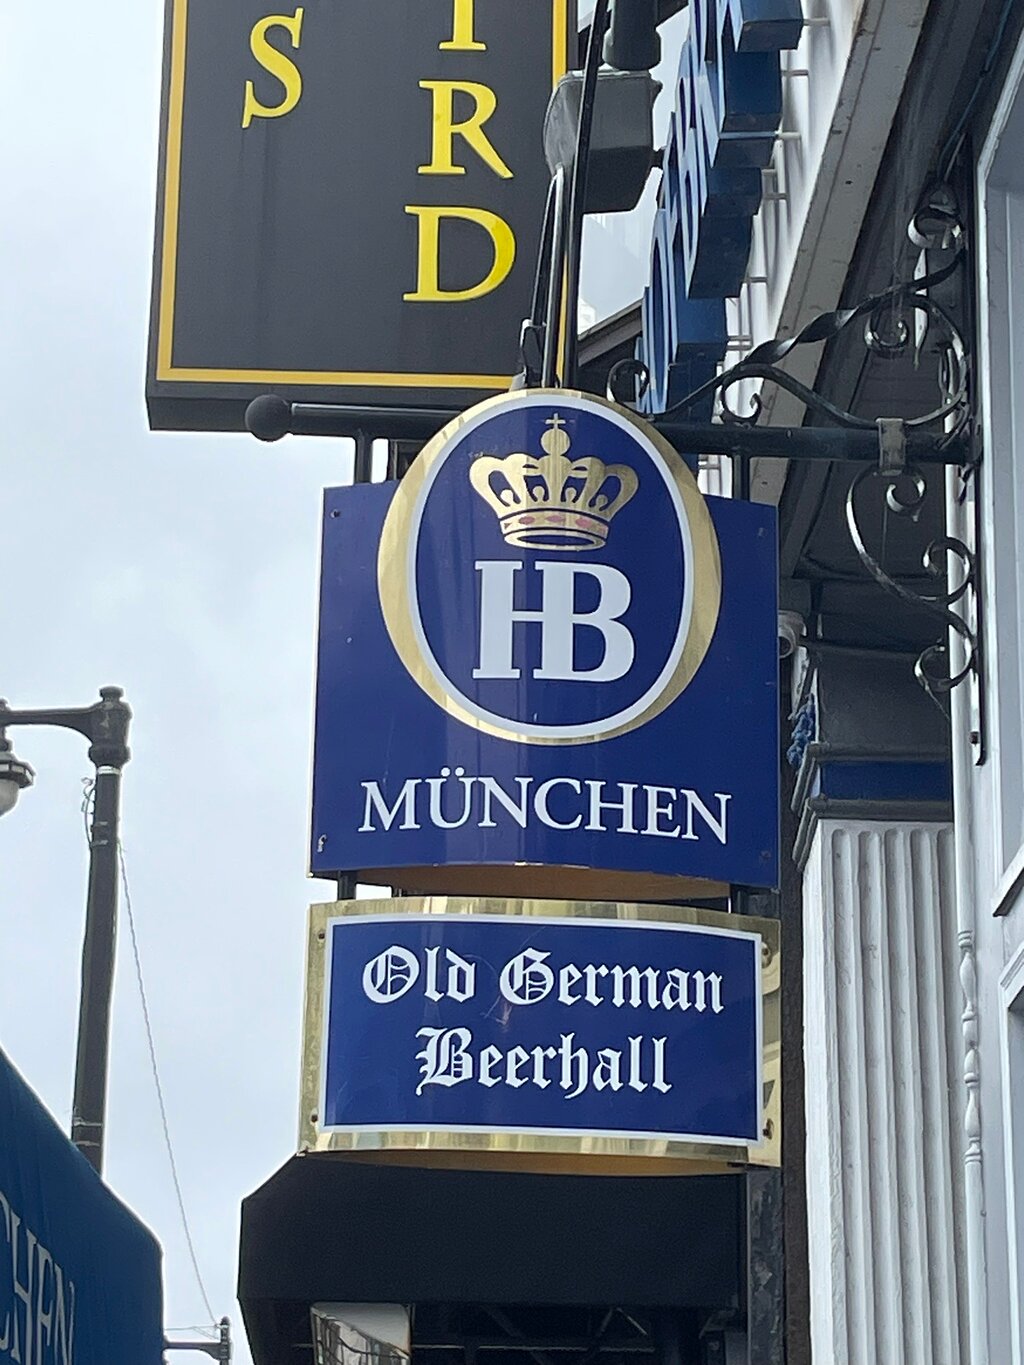 S
I
R
D
HB
MÜNCHEN
Old German
Beerhall